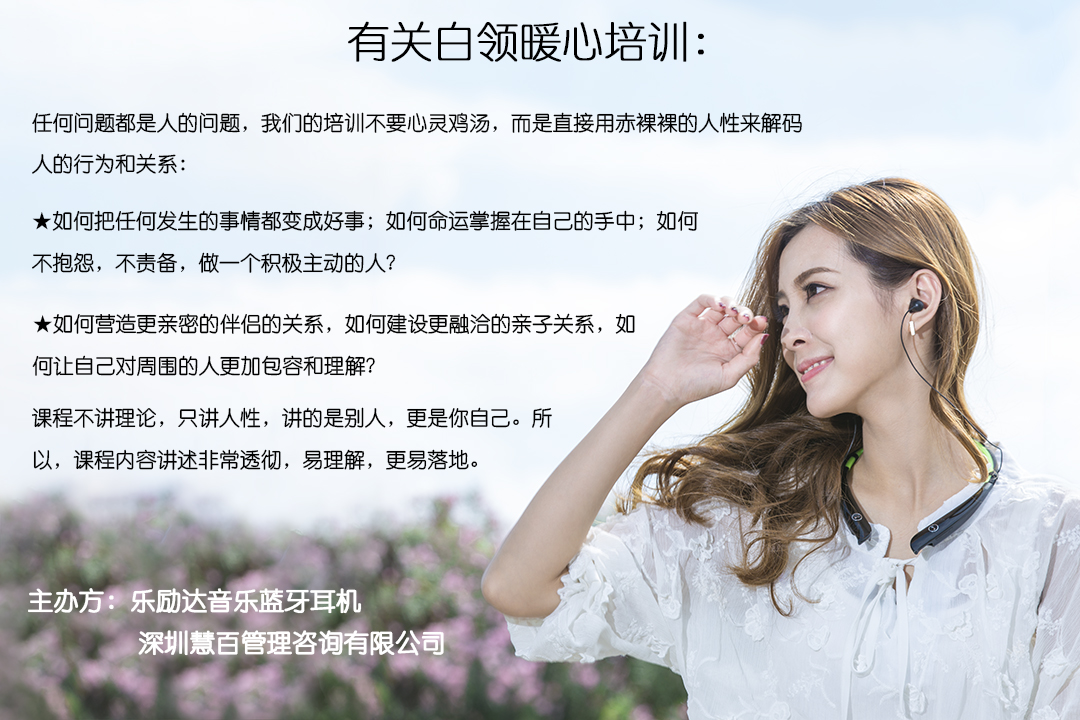 有关白领暖心培训：
任何问题都是人的问题，我们的培训不要心灵鸡汤，而是直接用赤裸裸的人性来解码
人的行为和关系：
★如何把任何发生的事情都变成好事；如何命运掌握在自己的手中；如何
不抱怨，不责备，做一个积极主动的人？
★如何营造更亲密的伴侣的关系，如何建设更融洽的亲子关系，如
何让自己对周围的人更加包容和理解？
课程不讲理论，只讲人性，讲的是别人，更是你自己。所
以，课程内容讲述非常透彻，易理解，更易落地。
主办方：乐励达音乐蓝牙耳机
深圳慧百管理咨询有限公司